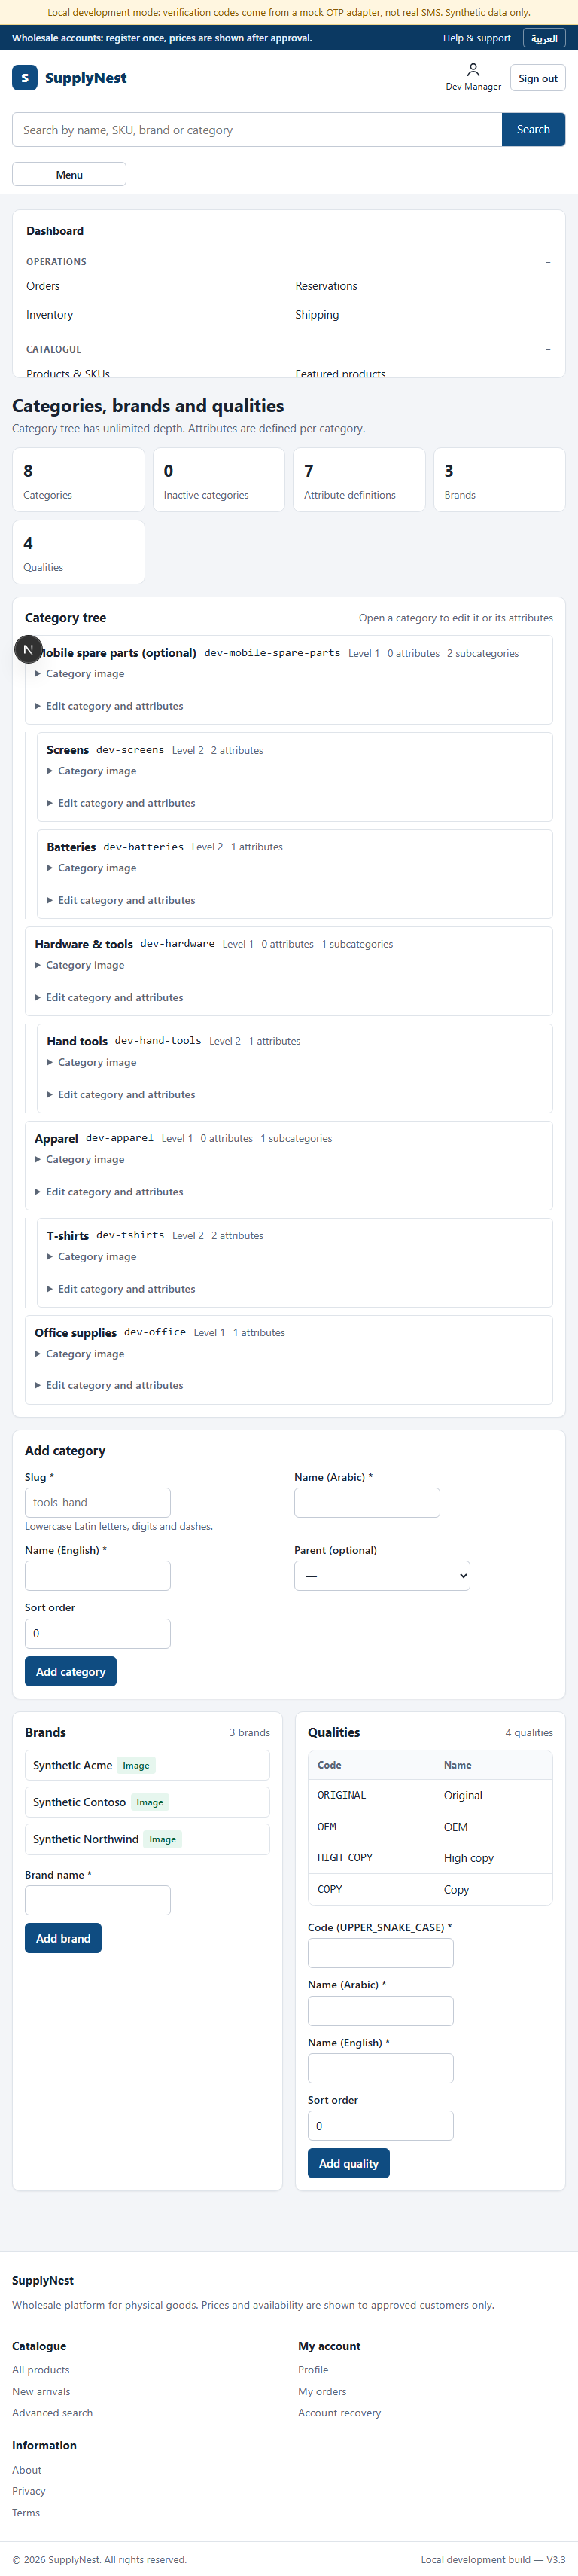 Local development mode: verification codes come from a mock OTP adapter, not real SMS. Synthetic data only.
Wholesale accounts: register once, prices are shown after approval. Help & support العربية
S SupplyNest Dev Manager Sign out
Search by name, SKU, brand or category Search
Menu
Dashboard
OPERATIONS –
Orders Reservations
Inventory Shipping
CATALOGUE –
Products & SKUs Featured products
Categories, brands and qualities
Category tree has unlimited depth. Attributes are defined per category.
8 0 7 3
Categories Inactive categories Attribute definitions Brands
4
Qualities
Category tree Open a category to edit it or its attributes
N Mobile spare parts (optional) dev-mobile-spare-parts Level 1 0 attributes 2 subcategories
Category image
Edit category and attributes
Screens dev-screens Level 2 2 attributes
Category image
Edit category and attributes
Batteries dev-batteries Level 2 1 attributes
Category image
Edit category and attributes
Hardware & tools dev-hardware Level 1 0 attributes 1 subcategories
Category image
Edit category and attributes
Hand tools dev-hand-tools Level 2 1 attributes
Category image
Edit category and attributes
Apparel dev-apparel Level 1 0 attributes 1 subcategories
Category image
Edit category and attributes
T-shirts dev-tshirts Level 2 2 attributes
Category image
Edit category and attributes
Office supplies dev-office Level 1 1 attributes
Category image
Edit category and attributes
Add category
Slug * Name (Arabic) *
tools-hand
Lowercase Latin letters, digits and dashes.
Name (English) * Parent (optional)
—
Sort order
0
Add category
Brands 3 brands
Synthetic Acme Image
Synthetic Contoso Image
Synthetic Northwind Image
Brand name *
Add brand
Qualities 4 qualities
Code Name
ORIGINAL Original
OEM OEM
HIGH_COPY High copy
COPY Copy
Code (UPPER_SNAKE_CASE) *
Name (Arabic) *
Name (English) *
Sort order
0
Add quality
SupplyNest
Wholesale platform for physical goods. Prices and availability are shown to approved customers only.
Catalogue My account
All products Profile
New arrivals My orders
Advanced search Account recovery
Information
About
Privacy
Terms
© 2026 SupplyNest. All rights reserved. Local development build — V3.3